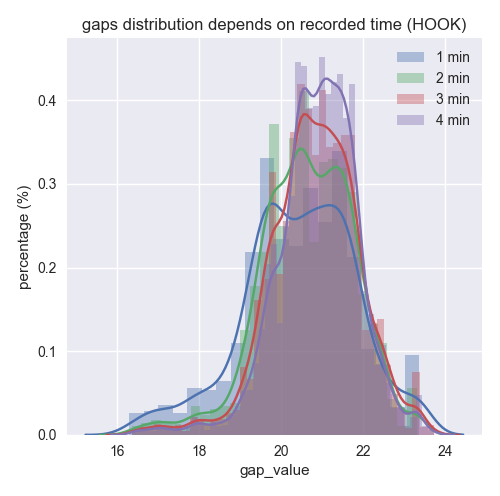 gaps distribution depends on recorded time (HOOK)
1 min
2 min
3 min
4 min
0.4
0.3
0.2
0.1
0.0
percentage (%)
16 18 20 22 24
gap_value